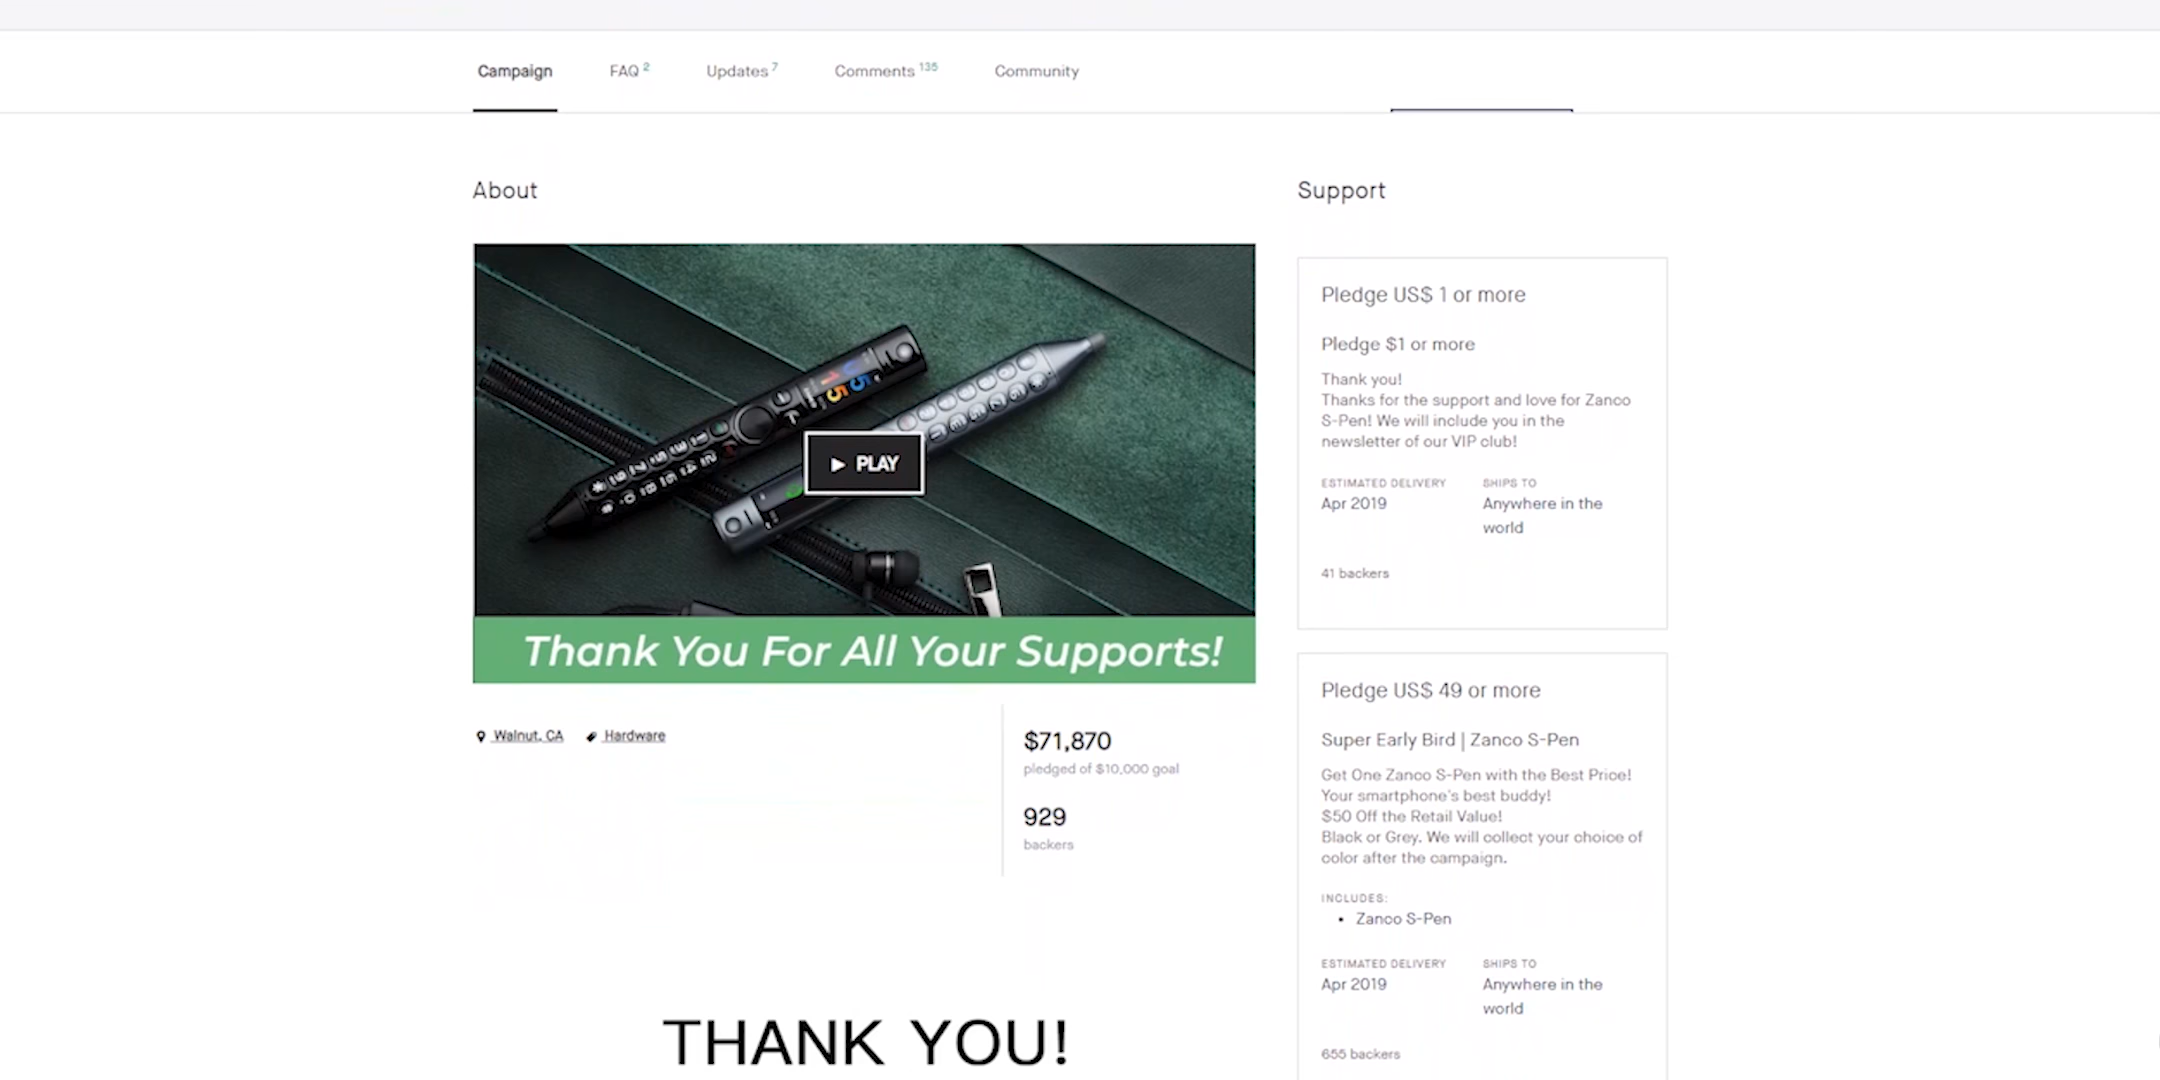 Campaign
FAQ 2
Updates 7
Comments 135
Community
About
Support
PLAY
Thank You For All Your Supports!
Walnut, CA
Hardware
$71,870
pledged of $10,000 goal
929
backers
THANK YOU!
Pledge US$ 1 or more
Pledge $1 or more
Thank you!
Thanks for the support and love for Zanco
S-Pen! We will include you in the
newsletter of our VIP club!
ESTIMATED DELIVERY
Apr 2019
SHIPS TO
Anywhere in the
world
41 backers
Pledge US$ 49 or more
Super Early Bird | Zanco S-Pen
Get One Zanco S-Pen with the Best Price!
Your smartphone's best buddy!
$50 Off the Retail Value!
Black or Grey. We will collect your choice of
color after the campaign.
INCLUDES:
• Zanco S-Pen
ESTIMATED DELIVERY
Apr 2019
SHIPS TO
Anywhere in the
world
655 backers